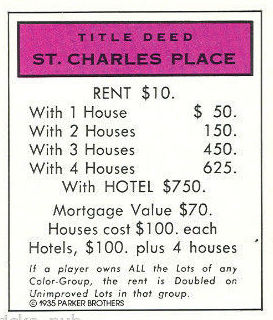 TITLE DEED
ST. CHARLES PLACE
RENT $10.
With 1 House $ 50.
With 2 Houses 150.
With 3 Houses 450.
With 4 Houses 625.
With HOTEL $750.
Mortgage Value $70.
Houses cost $100. each
Hotels, $100. plus 4 houses
If a player owns ALL the Lots of any
Color-Group, the rent is Doubled on
Unimproved Lots in that group.
©1935 PARKER BROTHERS